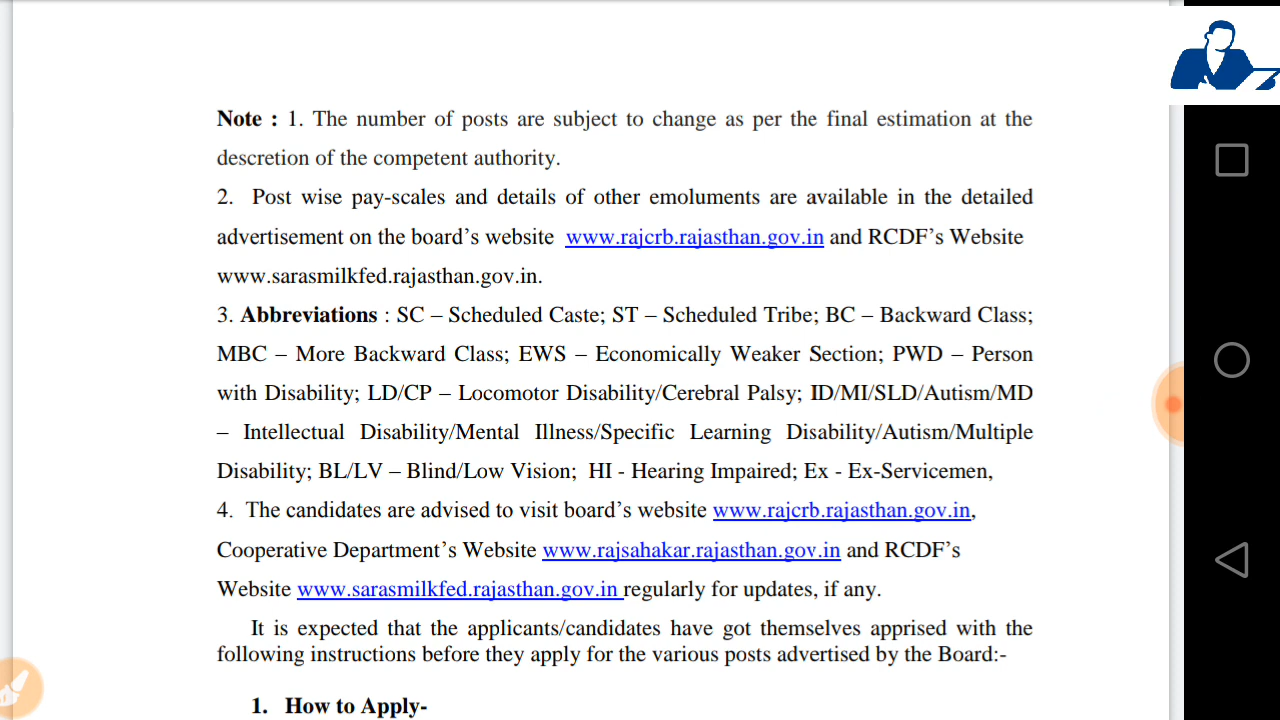 Note : 1. The number of posts are subject to change as per the final estimation at the
descretion of the competent authority.
2. Post wise pay-scales and details of other emoluments are available in the detailed
advertisement on the board's website www.rajcrb.rajasthan.gov.in and RCDF's Website
www.sarasmilkfed.rajasthan.gov.in.
3. Abbreviations : SC – Scheduled Caste; ST – Scheduled Tribe; BC – Backward Class;
MBC – More Backward Class; EWS – Economically Weaker Section; PWD – Person
with Disability; LD/CP – Locomotor Disability/Cerebral Palsy; ID/MI/SLD/Autism/MD
– Intellectual Disability/Mental Illness/Specific Learning Disability/Autism/Multiple
Disability; BL/LV – Blind/Low Vision; HI - Hearing Impaired; Ex - Ex-Servicemen,
4. The candidates are advised to visit board's website www.rajcrb.rajasthan.gov.in,
Cooperative Department's Website www.rajsahakar.rajasthan.gov.in and RCDF's
Website www.sarasmilkfed.rajasthan.gov.in regularly for updates, if any.
It is expected that the applicants/candidates have got themselves apprised with the
following instructions before they apply for the various posts advertised by the Board:-
1. How to Apply-